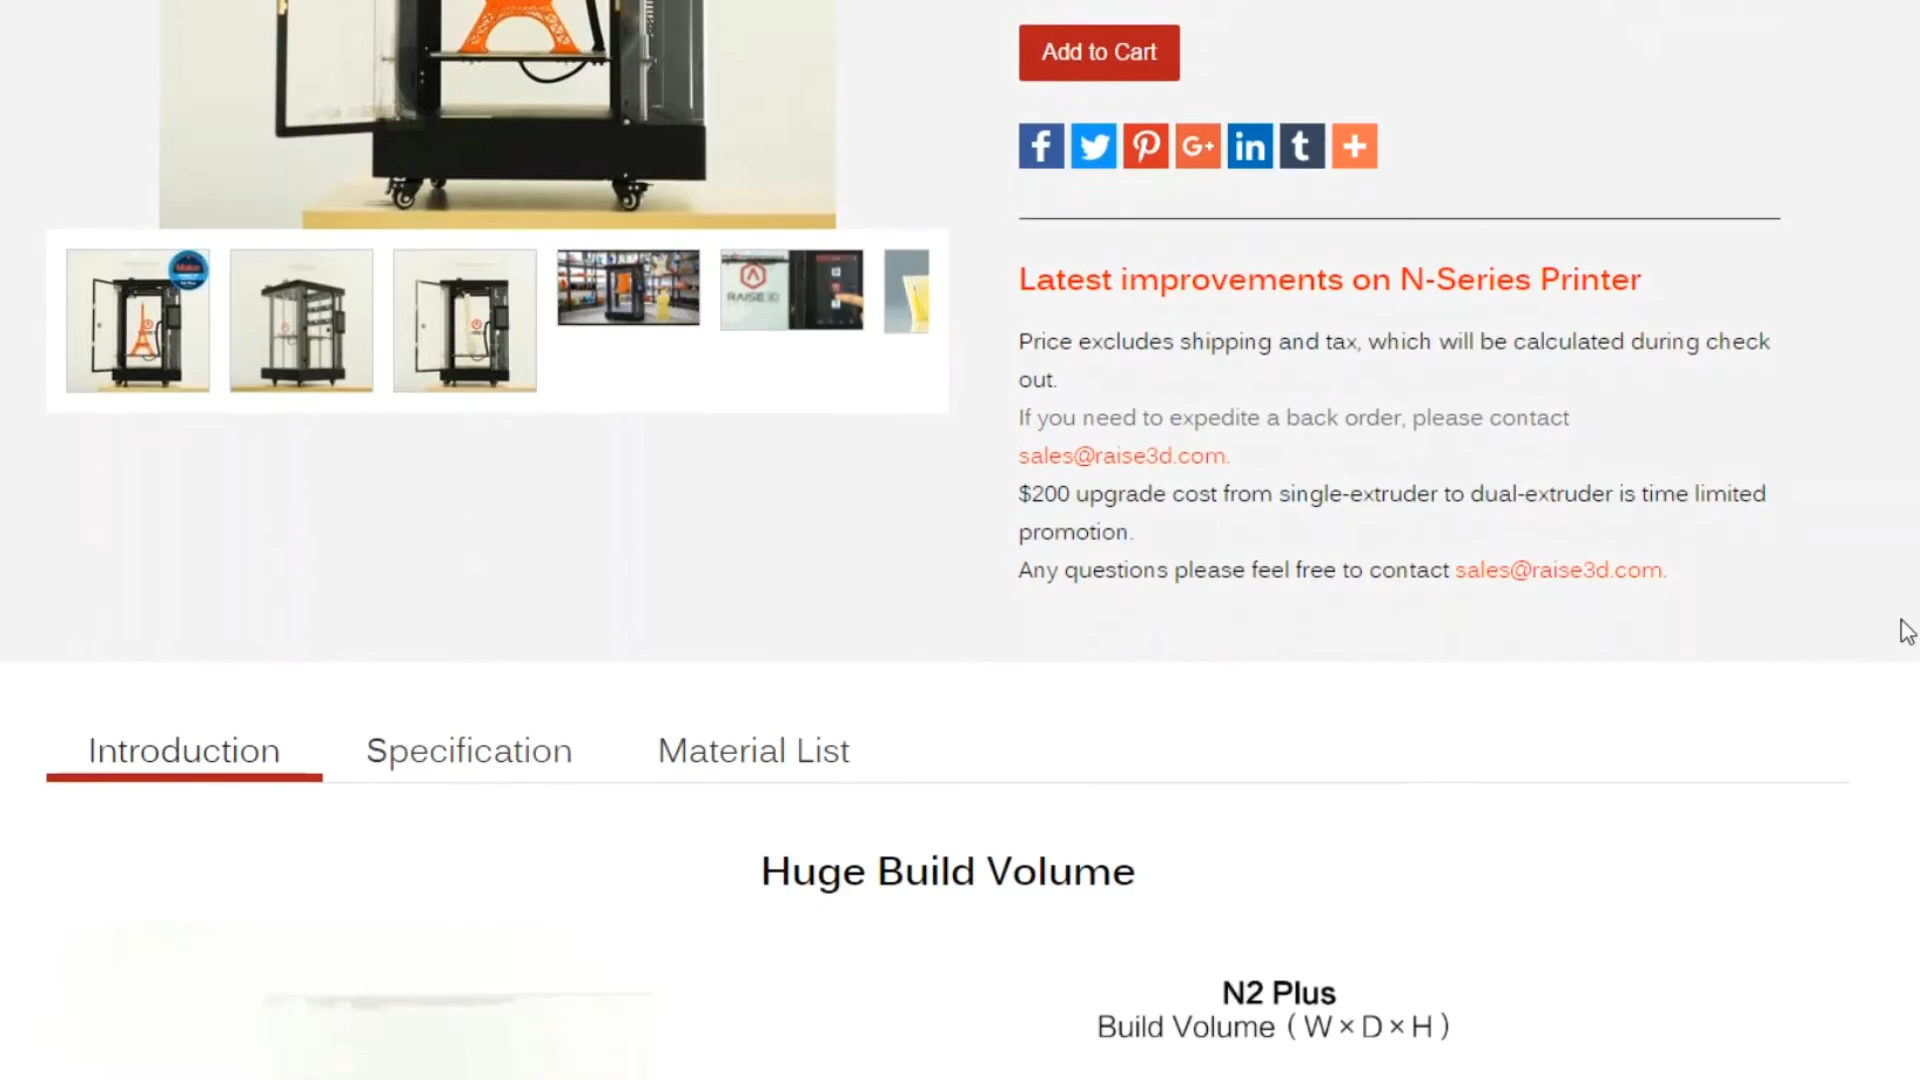 Add to Cart
f
G+
in
t
RAISE 3D
Latest improvements on N-Series Printer
Price excludes shipping and tax, which will be calculated during check
out.
If you need to expedite a back order, please contact
sales@raise3d.com.
$200 upgrade cost from single-extruder to dual-extruder is time limited
promotion.
Any questions please feel free to contact sales@raise3d.com.
Introduction
Specification
Material List
Huge Build Volume
N2 Plus
Build Volume ( W × D × H )